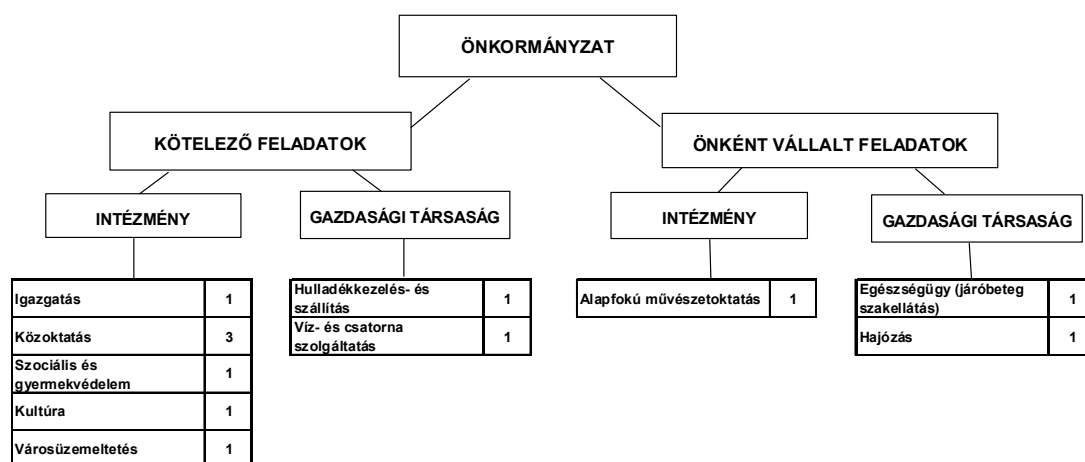 ÖNKORMÁNYZAT
KÖTELEZŐ FELADATOK
ÖNKÉNT VÁLLALT FELADATOK
INTÉZMÉNY
GAZDASÁGI TÁRSASÁG
INTÉZMÉNY
GAZDASÁGI TÁRSASÁG
Igazgatás 1
Közoktatás 3
Szociális és
gyermekvédelem 1
Kultúra 1
Városüzemeltetés 1
Hulladékkezelés- és
szállítás 1
Víz- és csatorna
szolgáltatás 1
Alapfokú művészetoktatás 1
Egészségügy (járóbeteg
szakellátás) 1
Hajózás 1